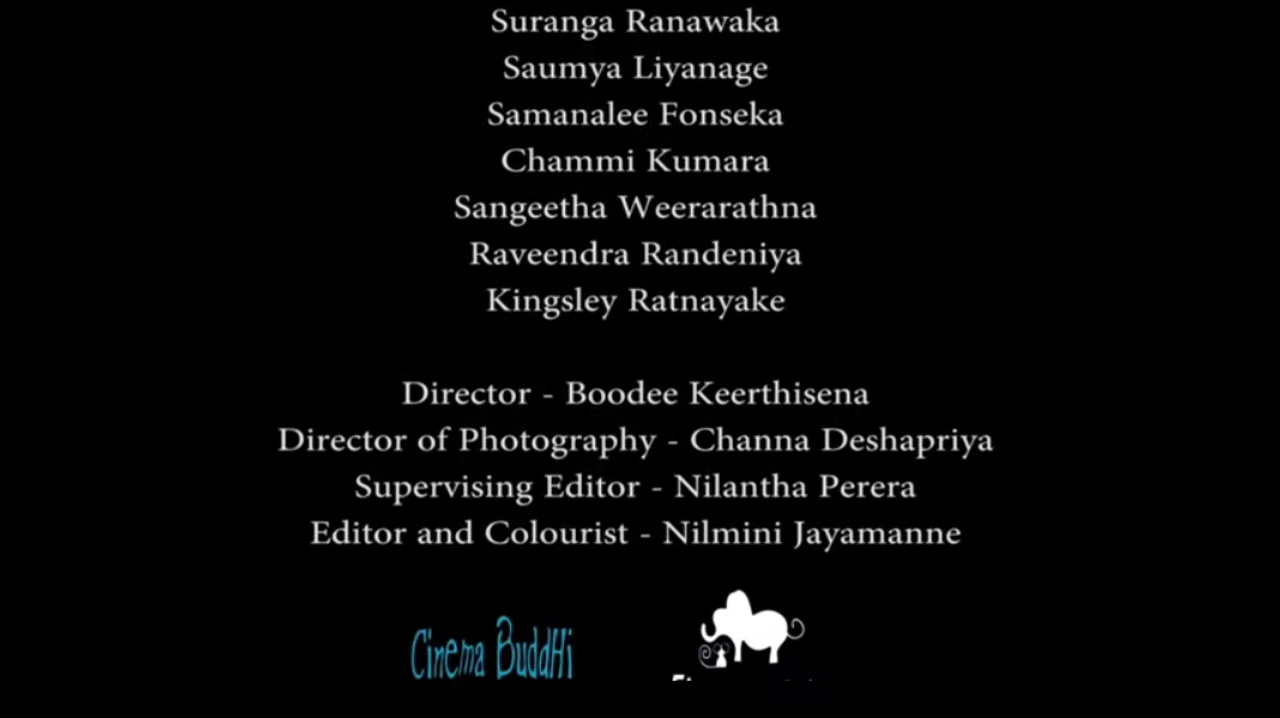 Suranga Ranawaka
Saumya Liyanage
Samanalee Fonseka
Chammi Kumara
Sangeetha Weerarathna
Raveendra Randeniya
Kingsley Ratnayake
Director - Boodee Keerthisena
Director of Photography - Channa Deshapriya
Supervising Editor - Nilantha Perera
Editor and Colourist - Nilmini Jayamanne
Cinema BuddHi